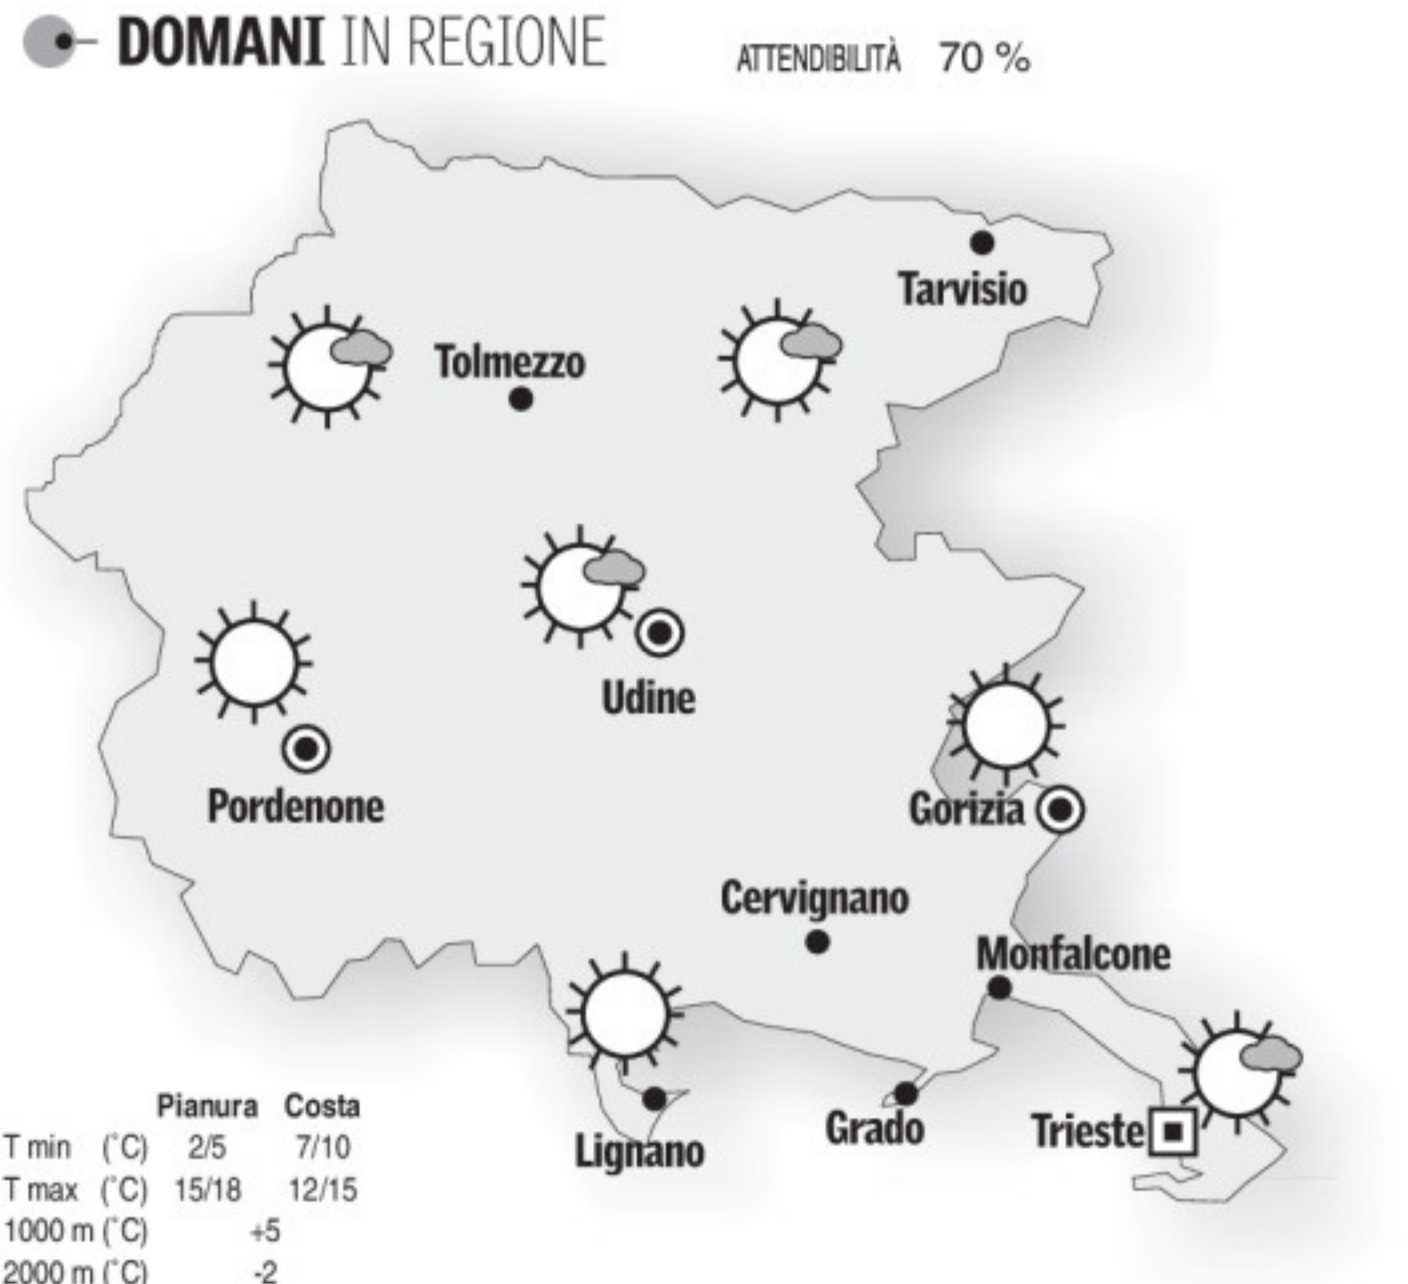 DOMANI IN REGIONE
ATTENDIBILITÀ 70 %
Tarvisio
Tolmezzo
Udine
Pordenone
Gorizia
Cervignano
Monfalcone
Grado
Trieste
Lignano
Pianura Costa
T min (°C) 2/5 7/10
T max (°C) 15/18 12/15
1000 m (°C) +5
2000 m (°C) -2